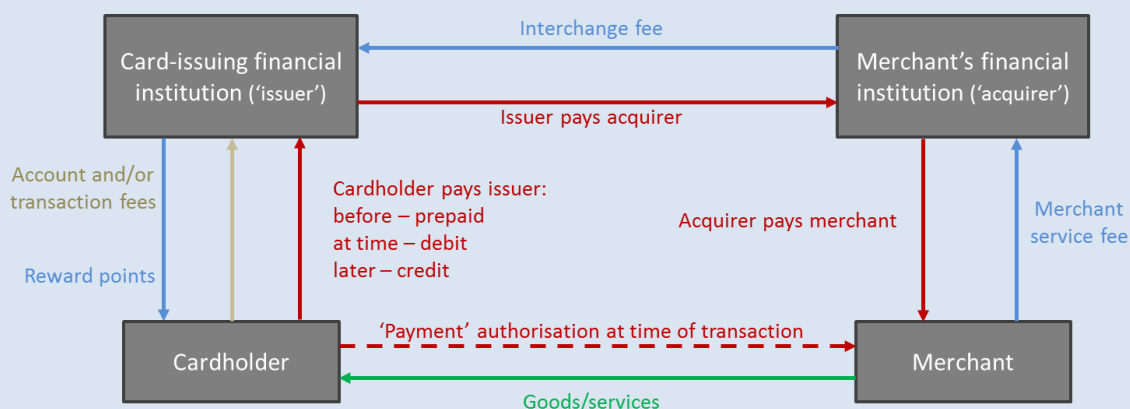 Interchange fee
Card-issuing financial
institution (‘issuer’)
Merchant’s financial
institution (‘acquirer’)
Issuer pays acquirer
Account and/or
transaction fees
Cardholder pays issuer:
before – prepaid
at time – debit
later – credit
Acquirer pays merchant
Merchant
service fee
Reward points
‘Payment’ authorisation at time of transaction
Cardholder
Merchant
Goods/services